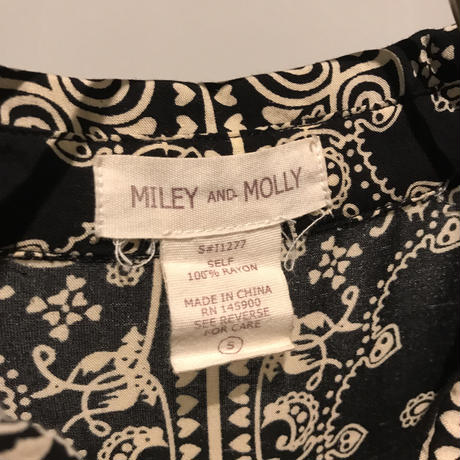 MILEY AND MOLLY
S#11277
SELF
100% RAYON
MADE IN CHINA
RN 145900
SEE REVERSE
FOR CARE
S